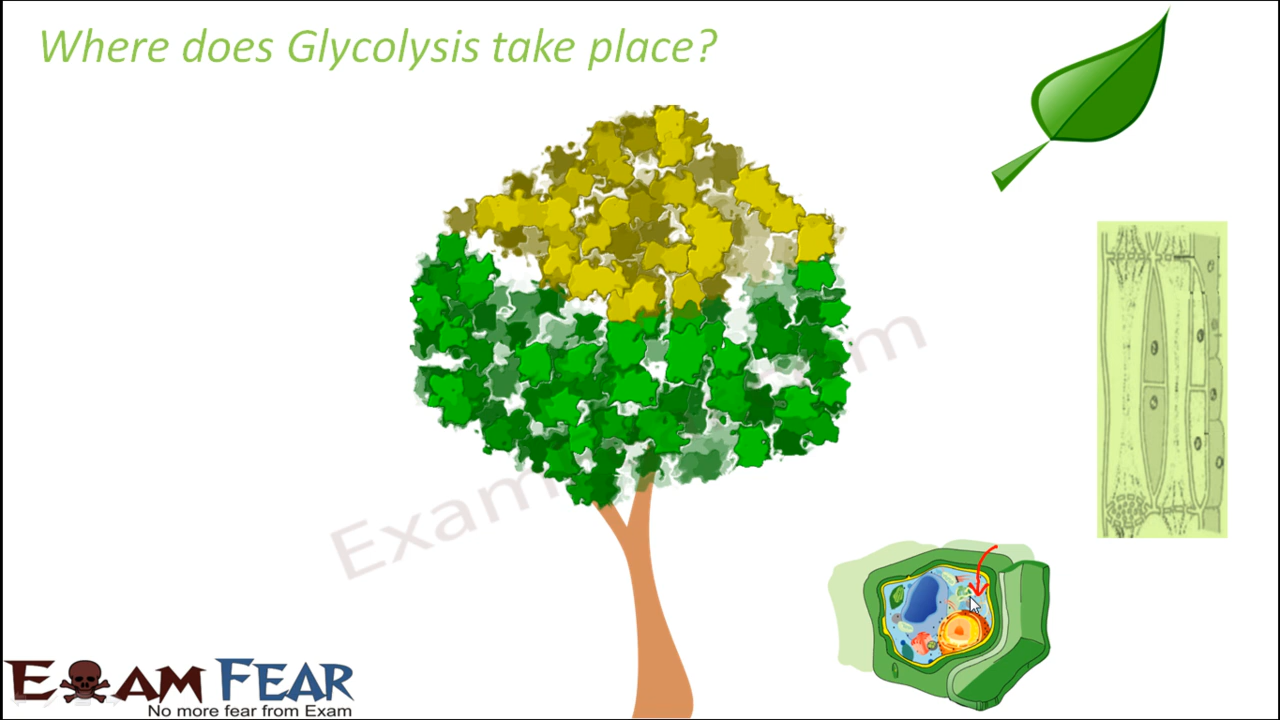 Where does Glycolysis take place?
EXAM FEAR
No more fear from Exam